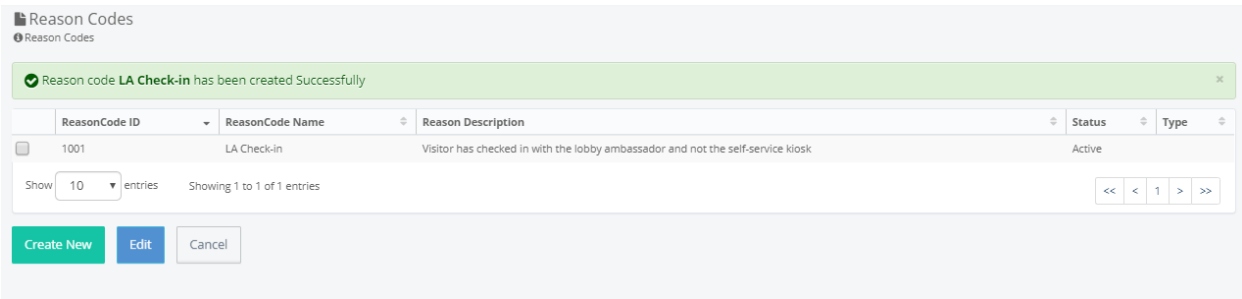 Reason Codes
Reason Codes
Reason code LA Check-in has been created Successfully ×
ReasonCode ID ReasonCode Name Reason Description Status Type
1001 LA Check-in Visitor has checked in with the lobby ambassador and not the self-service kiosk Active
Show 10 entries Showing 1 to 1 of 1 entries << < 1 > >>
Create New Edit Cancel